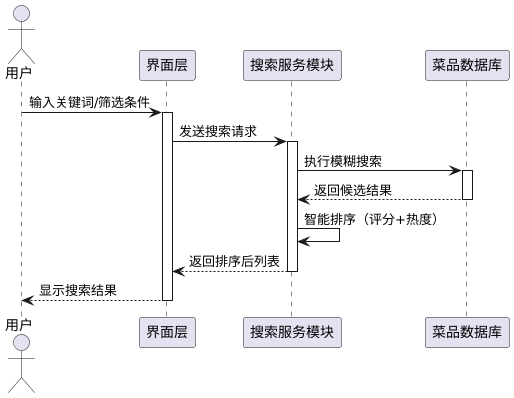 用户
界面层
搜索服务模块
菜品数据库
输入关键词/筛选条件
发送搜索请求
执行模糊搜索
返回候选结果
智能排序（评分+热度）
返回排序后列表
显示搜索结果
用户
界面层
搜索服务模块
菜品数据库